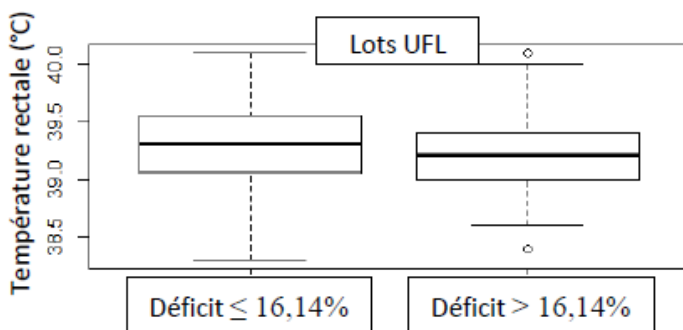 Lots UFL
Température rectale (°C)
40.0
39.5
39.0
38.5
Déficit ≤ 16,14%
Déficit > 16,14%